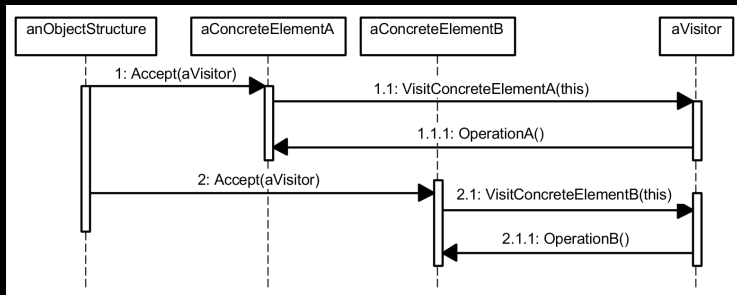 anObjectStructure
aConcreteElementA
aConcreteElementB
aVisitor
1: Accept(aVisitor)
1.1: VisitConcreteElementA(this)
1.1.1: OperationA()
2: Accept(aVisitor)
2.1: VisitConcreteElementB(this)
2.1.1: OperationB()